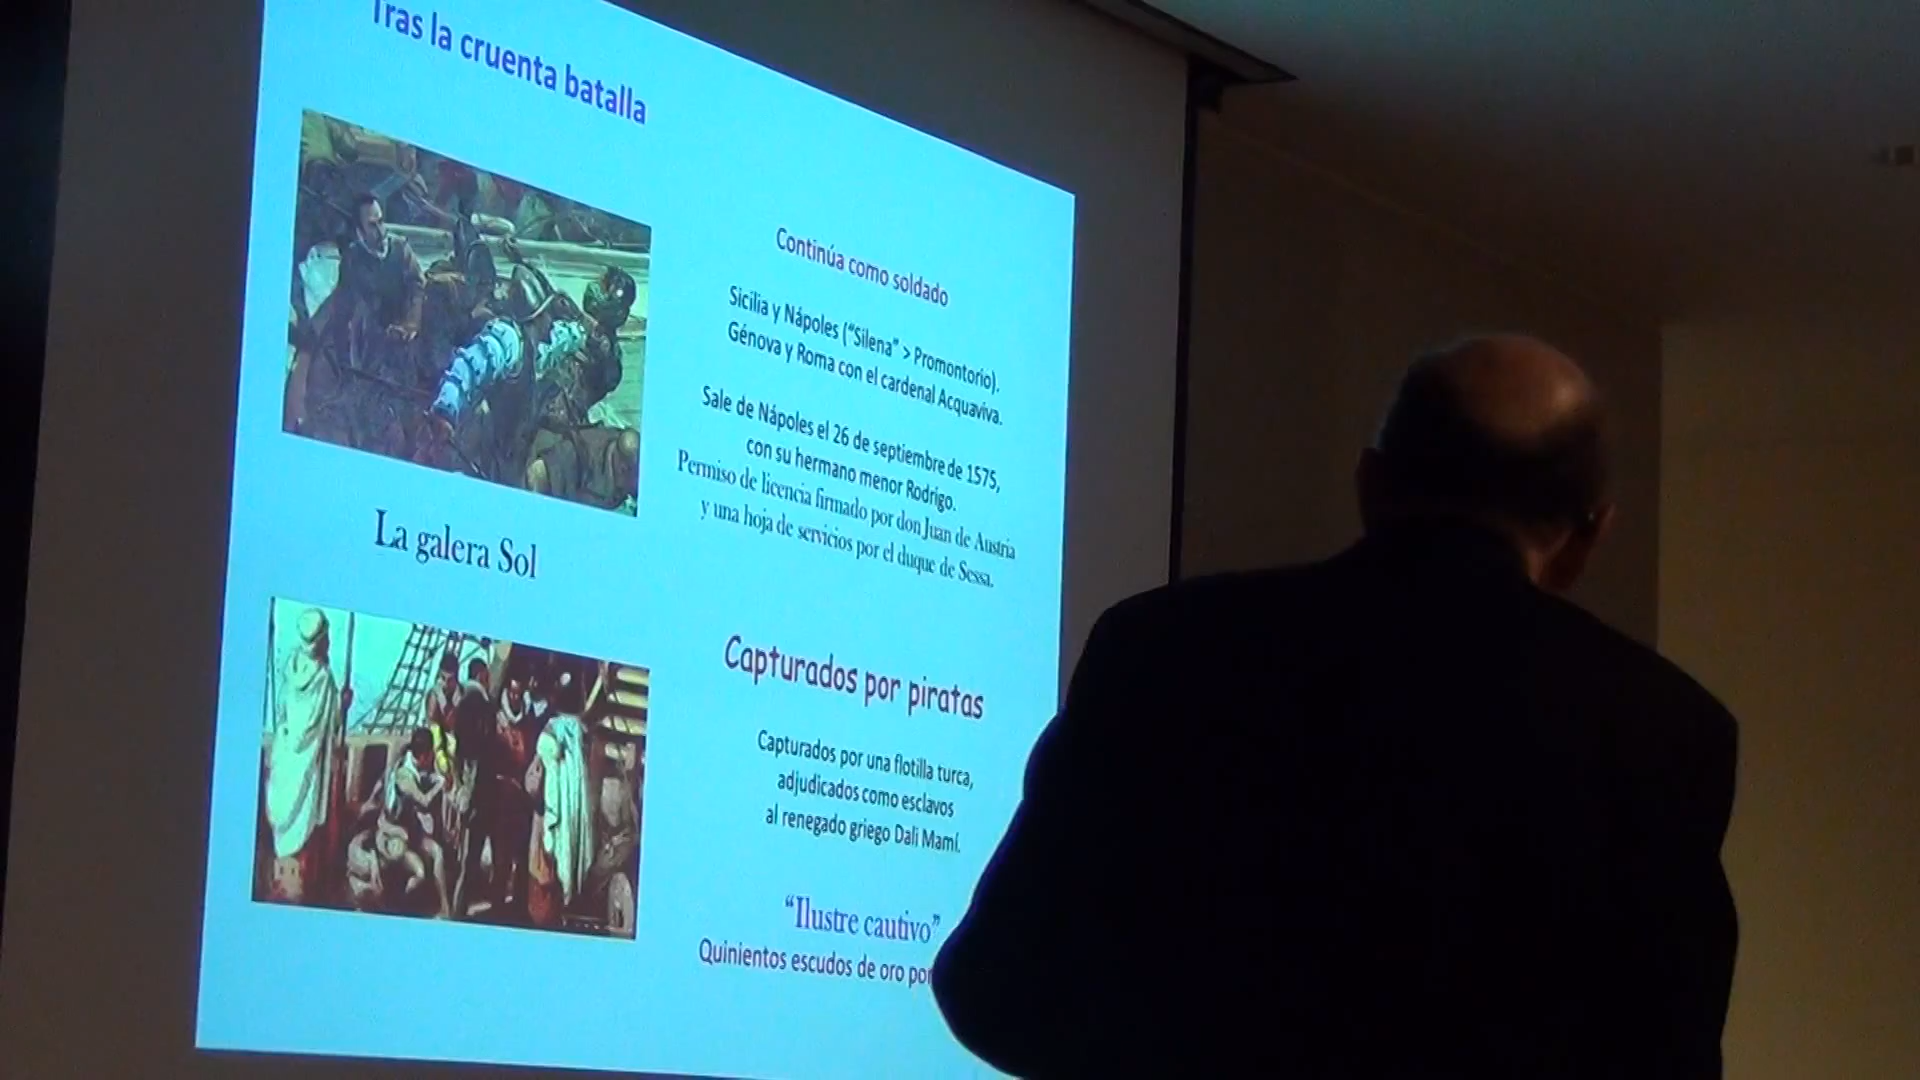 Tras la cruenta batalla
Continúa como soldado
Sicilia y Nápoles (“Silena” > Promontorio).
Génova y Roma con el cardenal Acquaviva.
Sale de Nápoles el 26 de septiembre de 1575,
con su hermano menor Rodrigo.
Permiso de licencia firmado por don Juan de Austria
y una hoja de servicios por el duque de Sessa.
La galera Sol
Capturados por piratas
Capturados por una flotilla turca,
adjudicados como esclavos
al renegado griego Dali Mamí.
“Ilustre cautivo”
Quinientos escudos de oro por